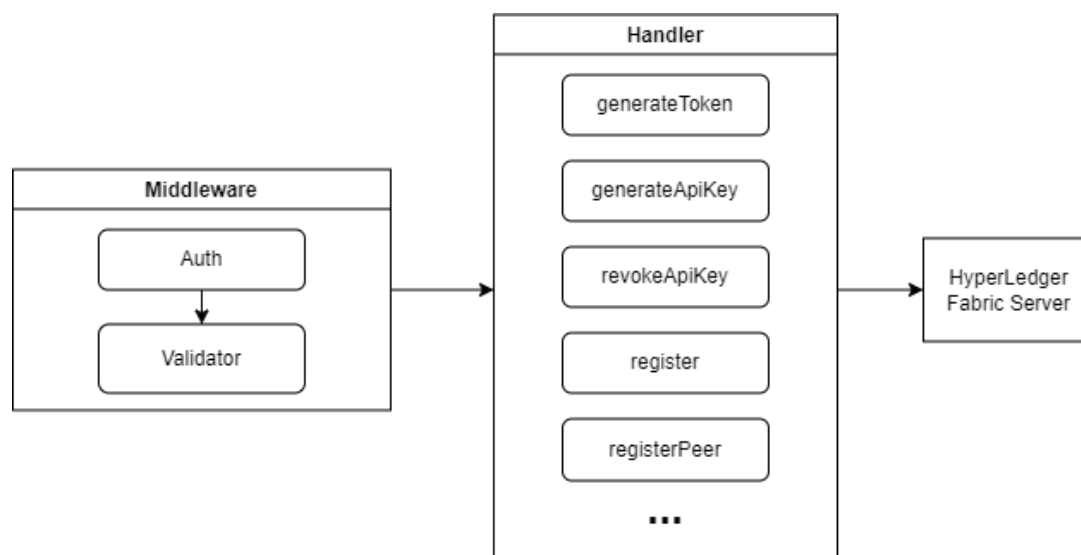 Middleware
Auth
Validator
Handler
generateToken
generateApiKey
revokeApiKey
register
registerPeer
...
HyperLedger
Fabric Server